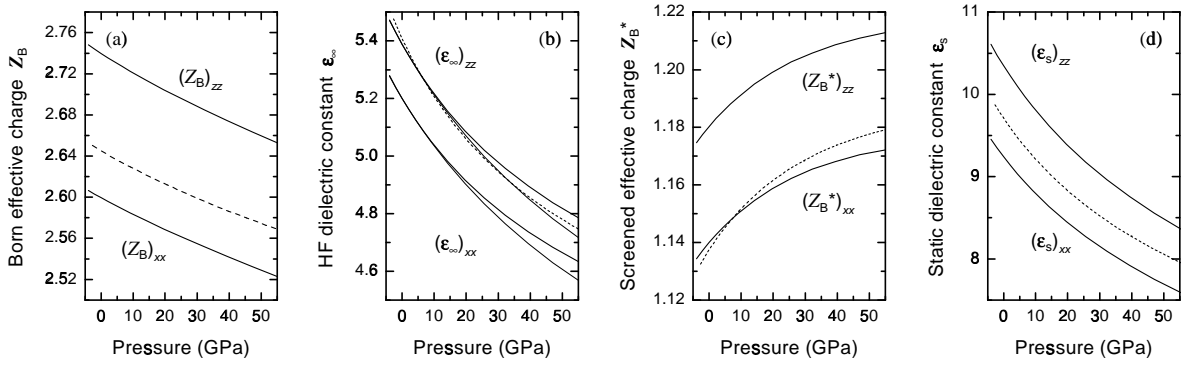 Born effective charge Z_B
2.76
2.72
2.68
2.64
2.60
2.56
2.52
(a)
(Z_B)_zz
(Z_B)_xx
0 10 20 30 40 50
Pressure (GPa)
HF dielectric constant ε_∞
5.4
5.2
5.0
4.8
4.6
(b)
(ε_∞)_zz
(ε_∞)_xx
0 10 20 30 40 50
Pressure (GPa)
Screened effective charge Z_B*
1.22
1.20
1.18
1.16
1.14
1.12
(c)
(Z_B*)_zz
(Z_B*)_xx
0 10 20 30 40 50
Pressure (GPa)
Static dielectric constant ε_s
11
10
9
8
(d)
(ε_s)_zz
(ε_s)_xx
0 10 20 30 40 50
Pressure (GPa)